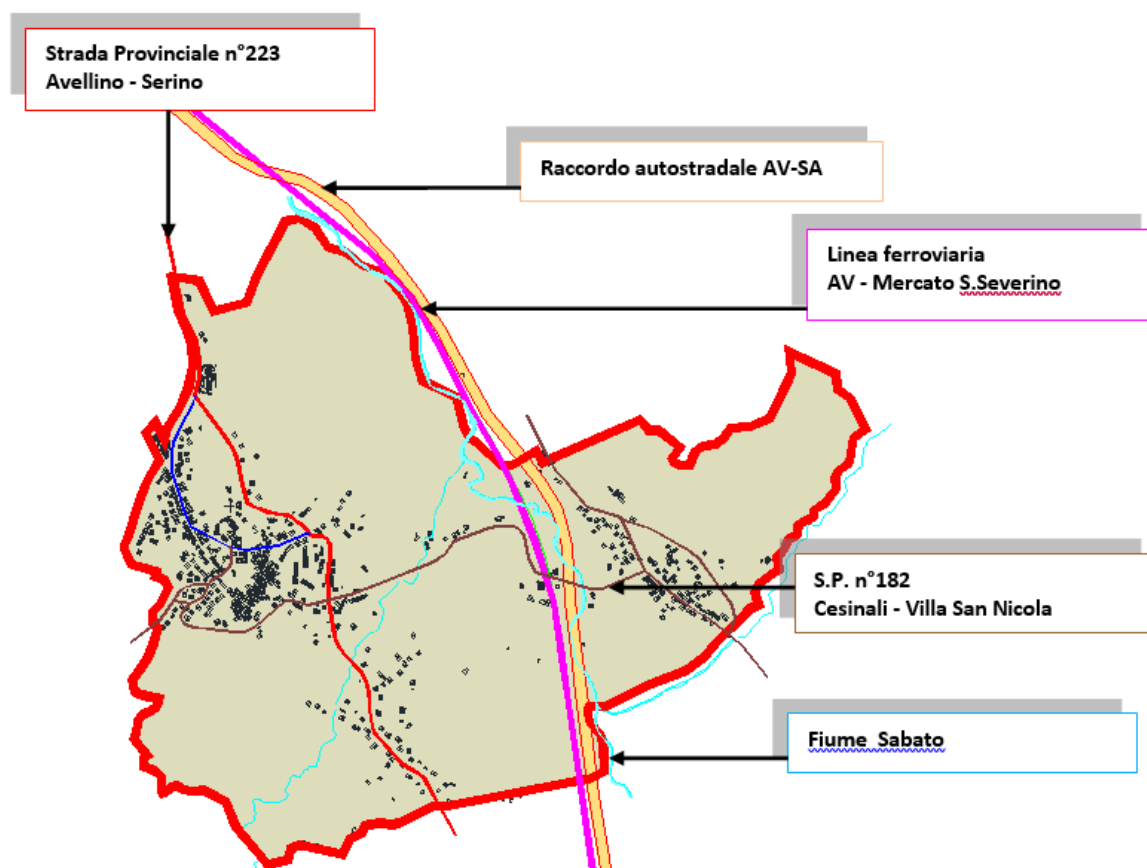 Strada Provinciale n°223
Avellino - Serino
Raccordo autostradale AV-SA
Linea ferroviaria
AV - Mercato S.Severino
S.P. n°182
Cesinali - Villa San Nicola
Fiume Sabato